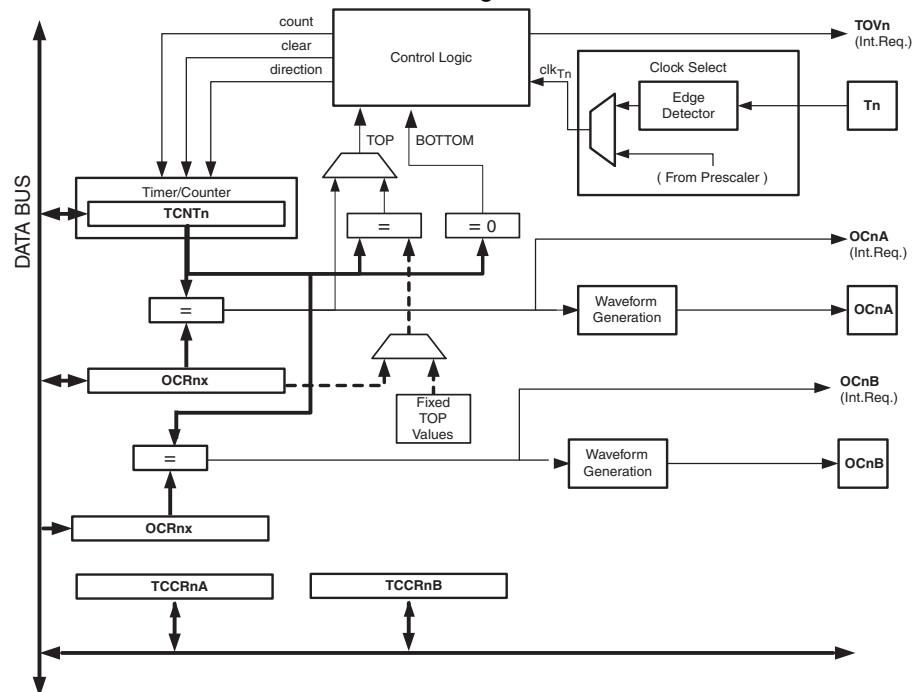 count
clear
direction
Control Logic
TOVn
(Int.Req.)
clkTn
Clock Select
Edge
Detector
Tn
( From Prescaler )
TOP
BOTTOM
DATA BUS
Timer/Counter
TCNTn
=
= 0
OCnA
(Int.Req.)
=
Waveform
Generation
OCnA
OCRnx
Fixed
TOP
Values
OCnB
(Int.Req.)
=
Waveform
Generation
OCnB
OCRnx
TCCRnA
TCCRnB